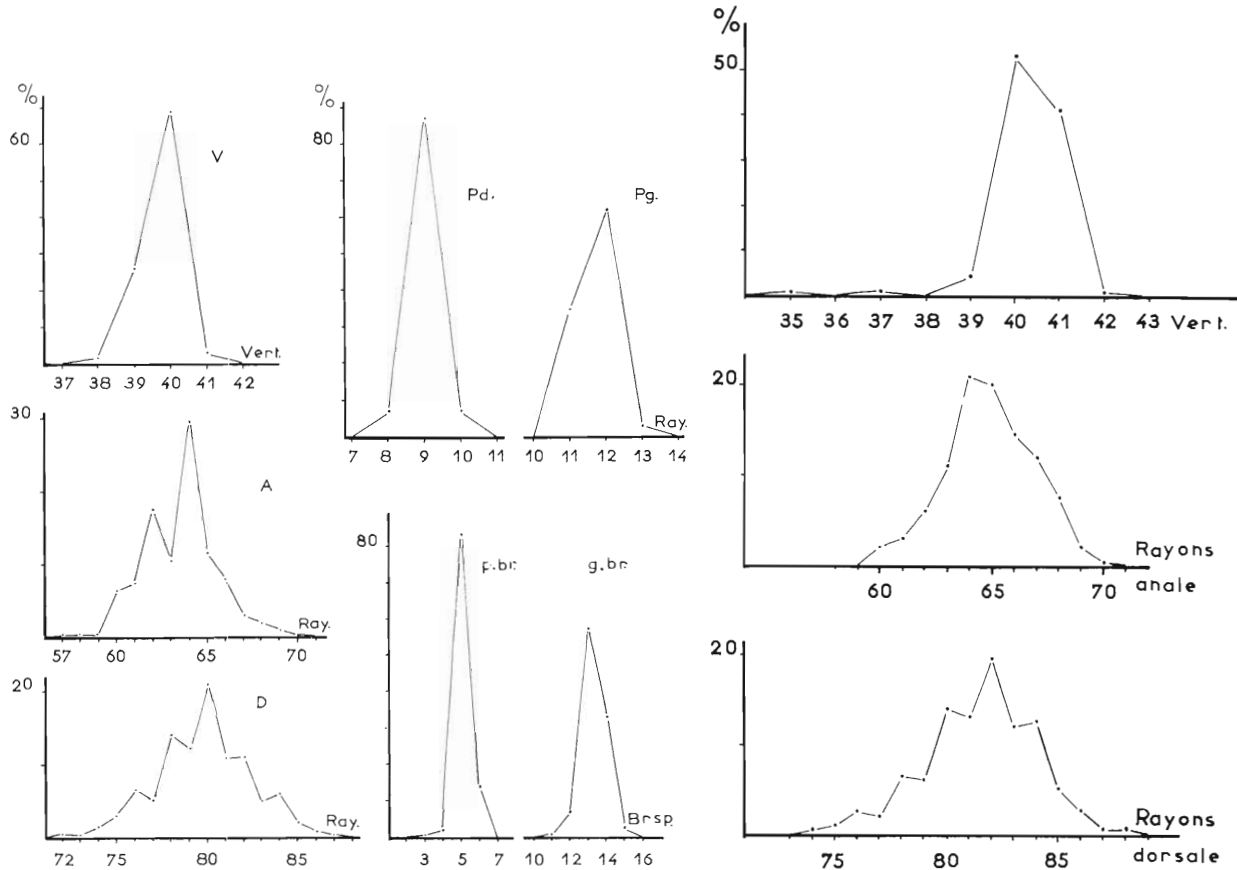 %
60
V
Vert.
37 38 39 40 41 42
30
A
Ray.
57 60 65 70
20
D
Ray.
72 75 80 85
%
80
Pd.
Pg.
Ray.
7 8 9 10 11 10 11 12 13 14
80
p.br.
g.br.
Brsp.
3 5 7 10 12 14 16
%
50
35 36 37 38 39 40 41 42 43 Vert.
20
Rayons
60 65 70 anale
20
Rayons
75 80 85 dorsale